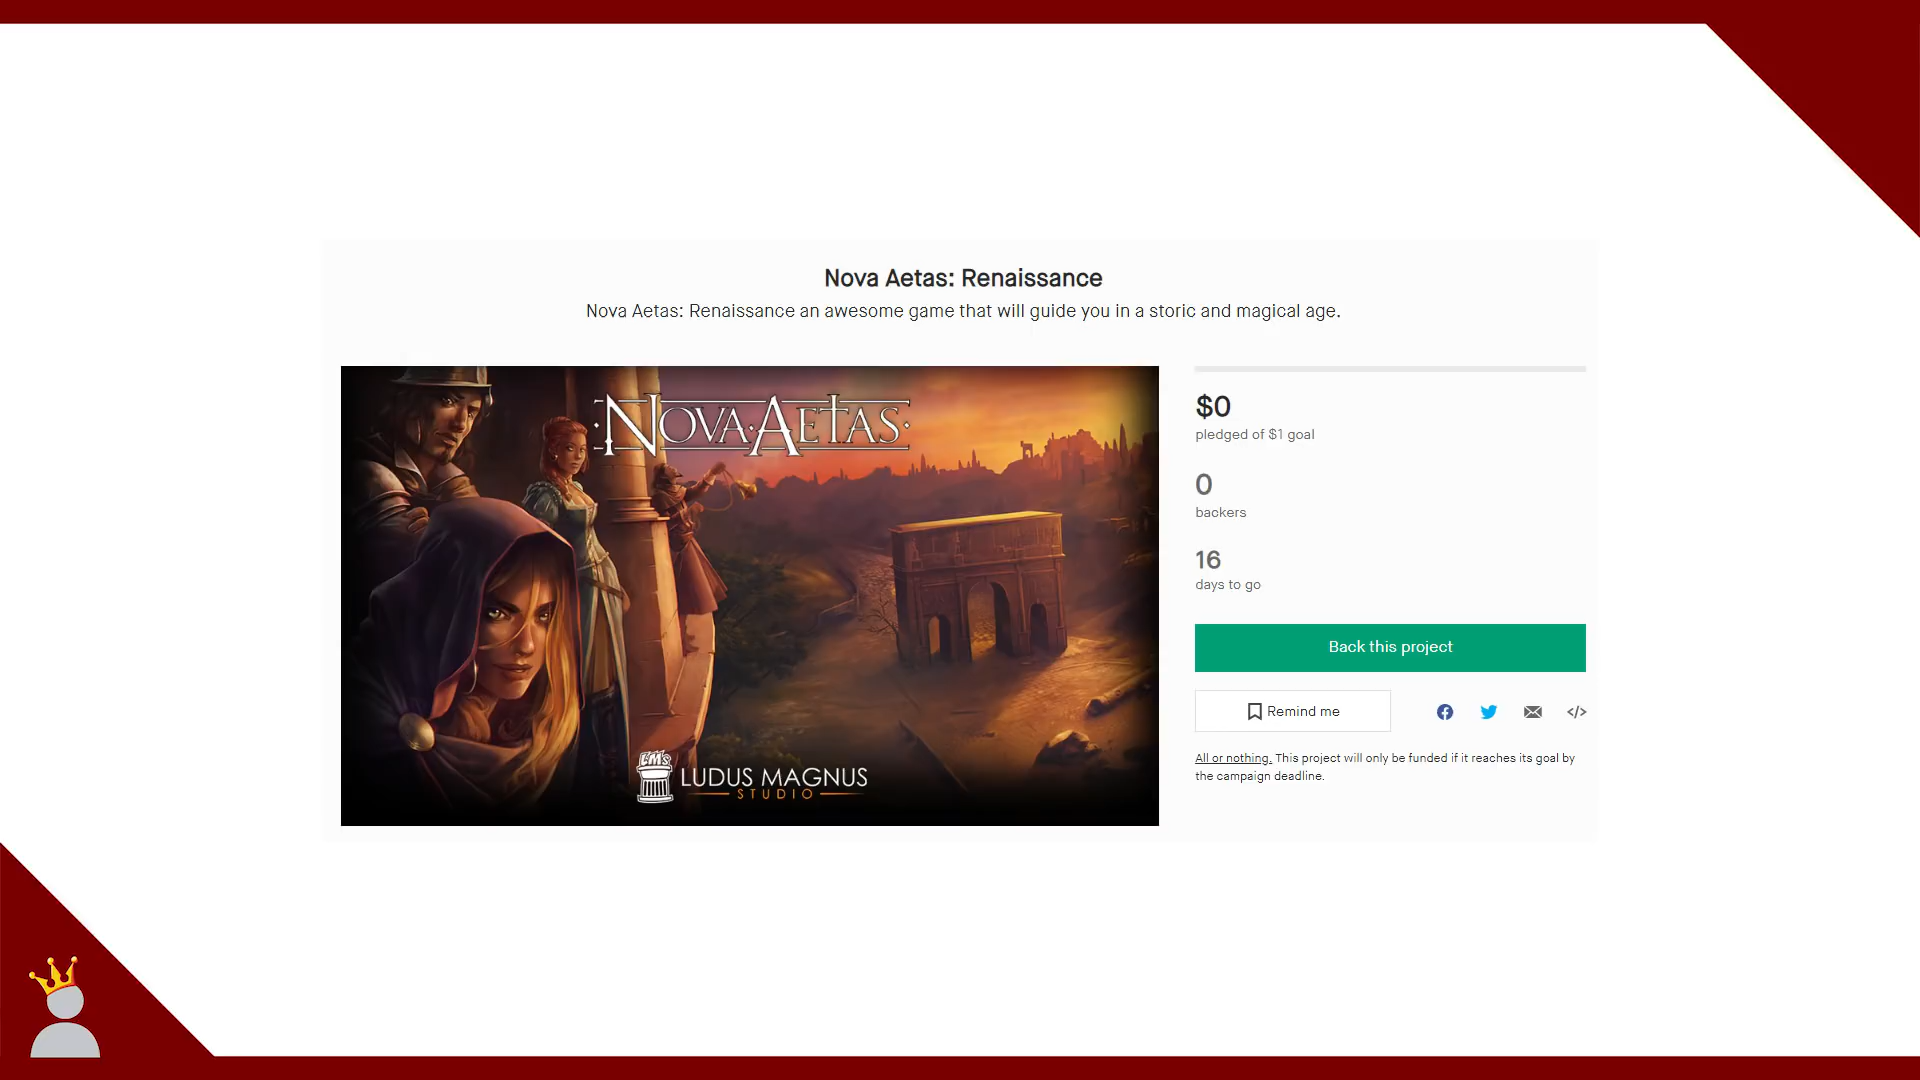 Nova Aetas: Renaissance
Nova Aetas: Renaissance an awesome game that will guide you in a storic and magical age.
NOVA·AETAS
LMS
LUDUS MAGNUS
STUDIO
$0
pledged of $1 goal
0
backers
16
days to go
Back this project
Remind me
</>
All or nothing. This project will only be funded if it reaches its goal by
the campaign deadline.